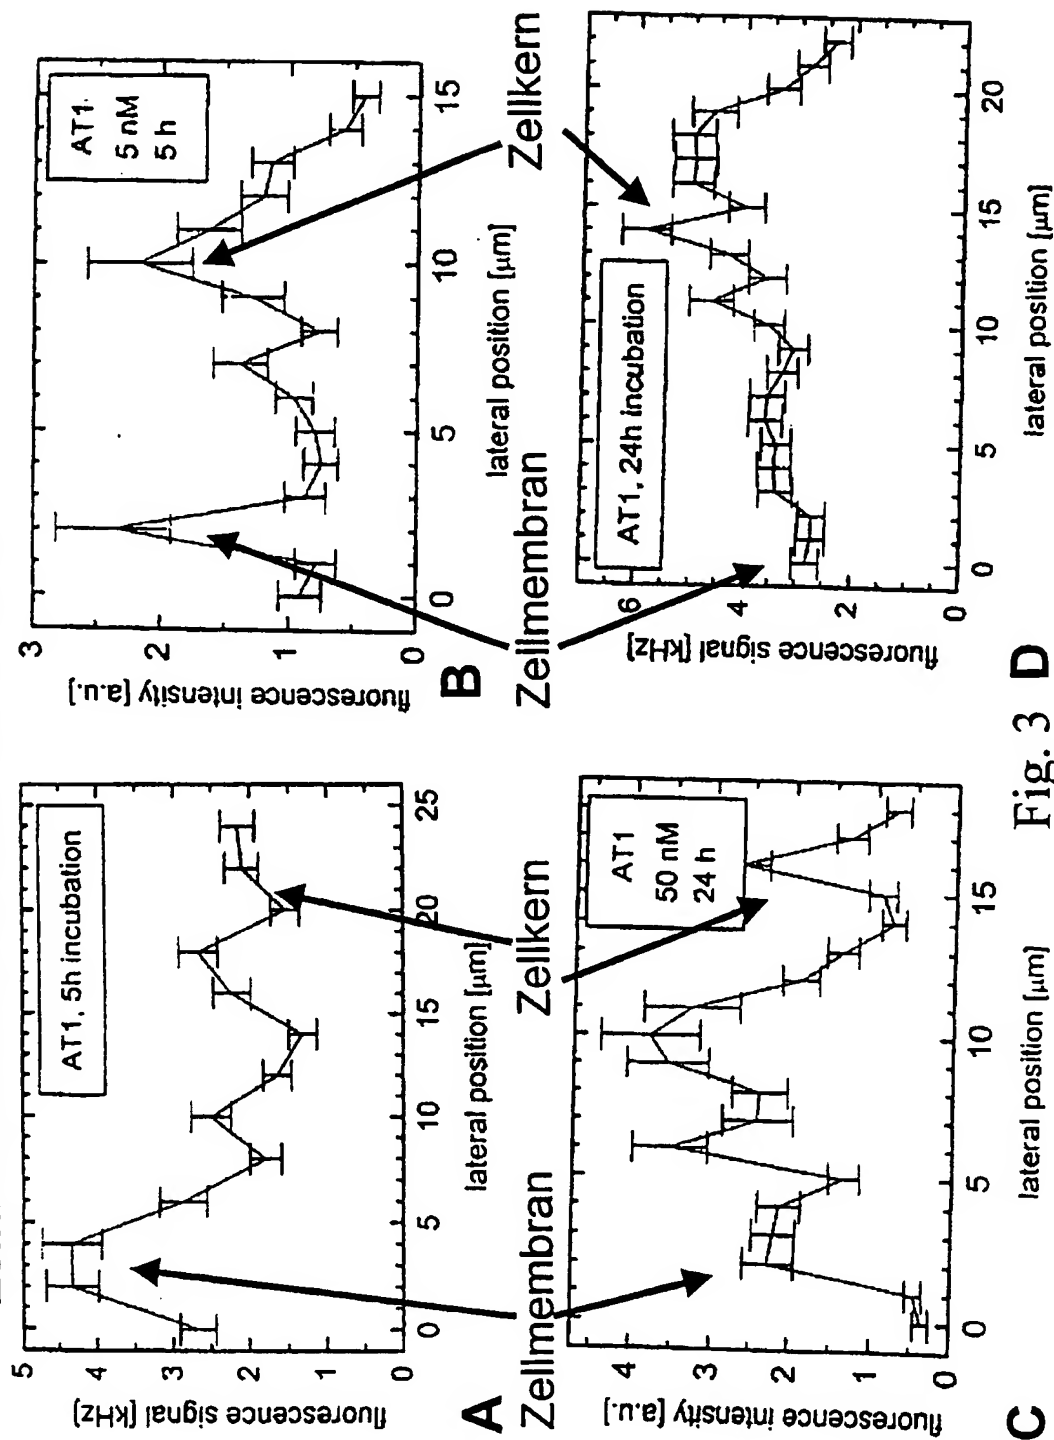 5
4
3
2
1
0
fluorescence signal [kHz]
AT1, 5h incubation
0
5
10
15
20
25
lateral position [µm]
A
3
2
1
0
fluorescence intensity [a.u.]
AT1
5 nM
5 h
0
5
10
15
lateral position [µm]
B
Zellmembran
Zellkern
Zellmembran
Zellkern
4
3
2
1
0
fluorescence intensity [a.u.]
AT1
50 nM
24 h
0
5
10
15
lateral position [µm]
C
6
4
2
0
fluorescence signal [kHz]
AT1, 24h incubation
0
5
10
15
20
lateral position [µm]
D
Fig. 3